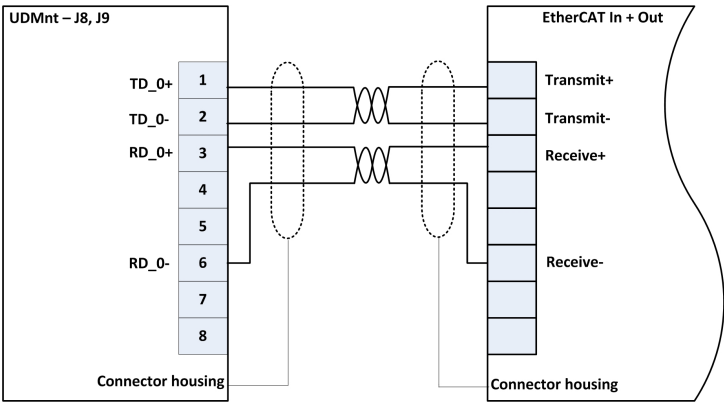 UDMnt – J8, J9
EtherCAT In + Out
TD_0+ 1 Transmit+
TD_0- 2 Transmit-
RD_0+ 3 Receive+
4
5
RD_0- 6 Receive-
7
8
Connector housing
Connector housing